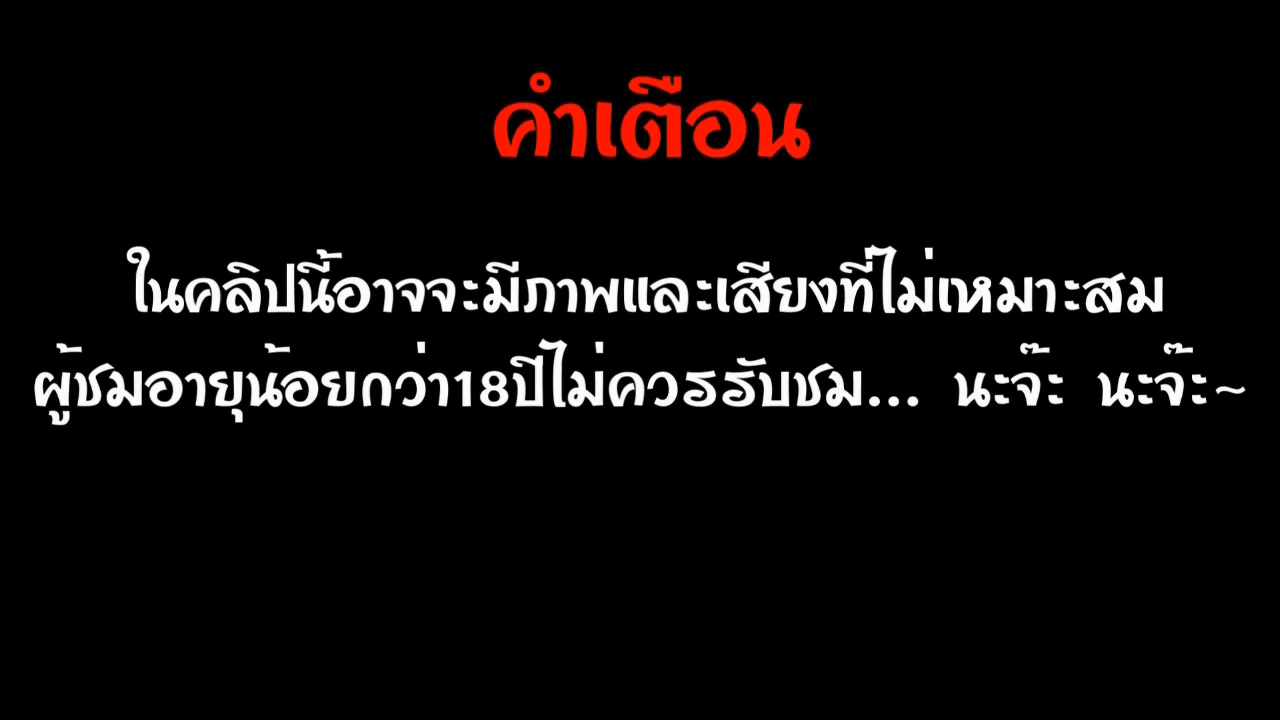 คำเตือน
ในคลิปนี้อาจจะมีภาพและเสียงที่ไม่เหมาะสม
ผู้ชมอายุน้อยกว่า18ปีไม่ควรรับชม... นะจ๊ะ นะจ๊ะ~